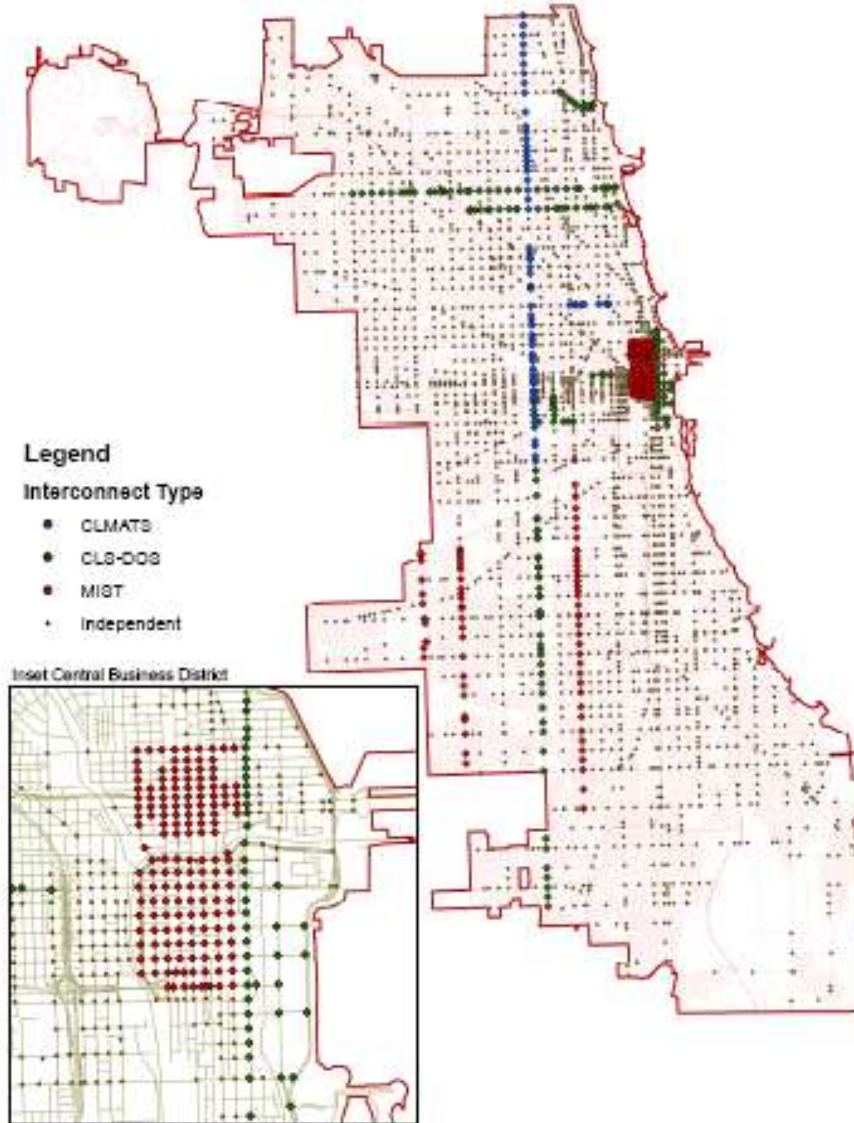 Legend
Interconnect Type
CLMATS
CLS-DOS
MIST
Independent
Inset Central Business District